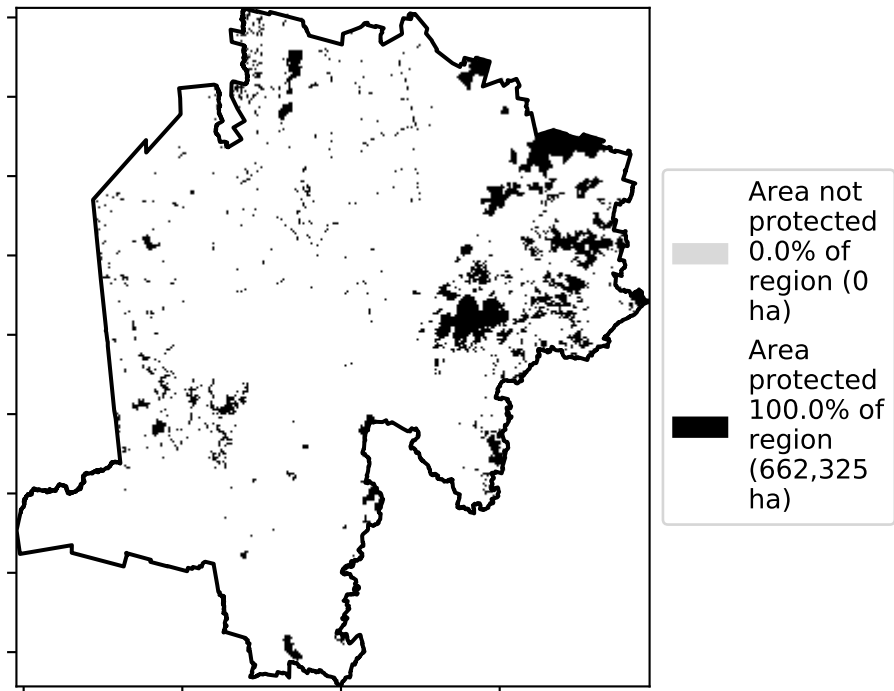 Area not
protected
0.0% of
region (0
ha)
Area
protected
100.0% of
region
(662,325
ha)